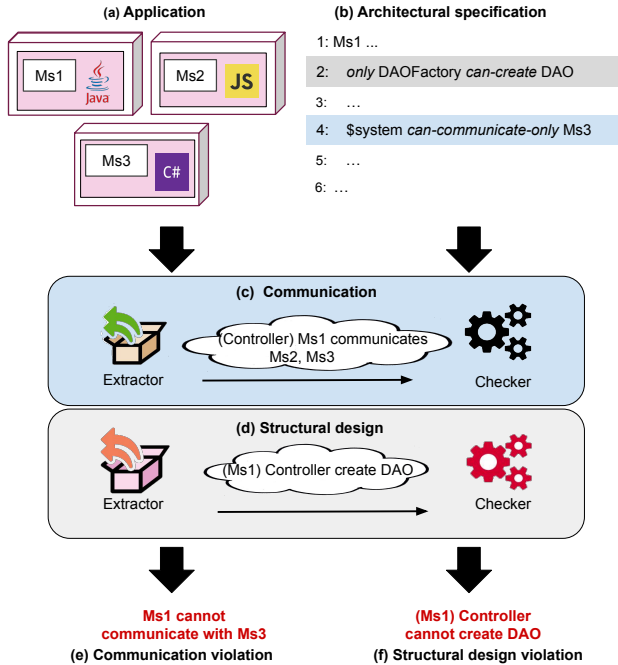 (a) Application
(b) Architectural specification
Ms1
Java
Ms2
JS
Ms3
C#
1: Ms1 ...
2: only DAOFactory can-create DAO
3: ...
4: $system can-communicate-only Ms3
5: ...
6: ...
(c) Communication
(Controller) Ms1 communicates
Ms2, Ms3
Extractor
Checker
(d) Structural design
(Ms1) Controller create DAO
Extractor
Checker
Ms1 cannot
communicate with Ms3
(e) Communication violation
(Ms1) Controller
cannot create DAO
(f) Structural design violation